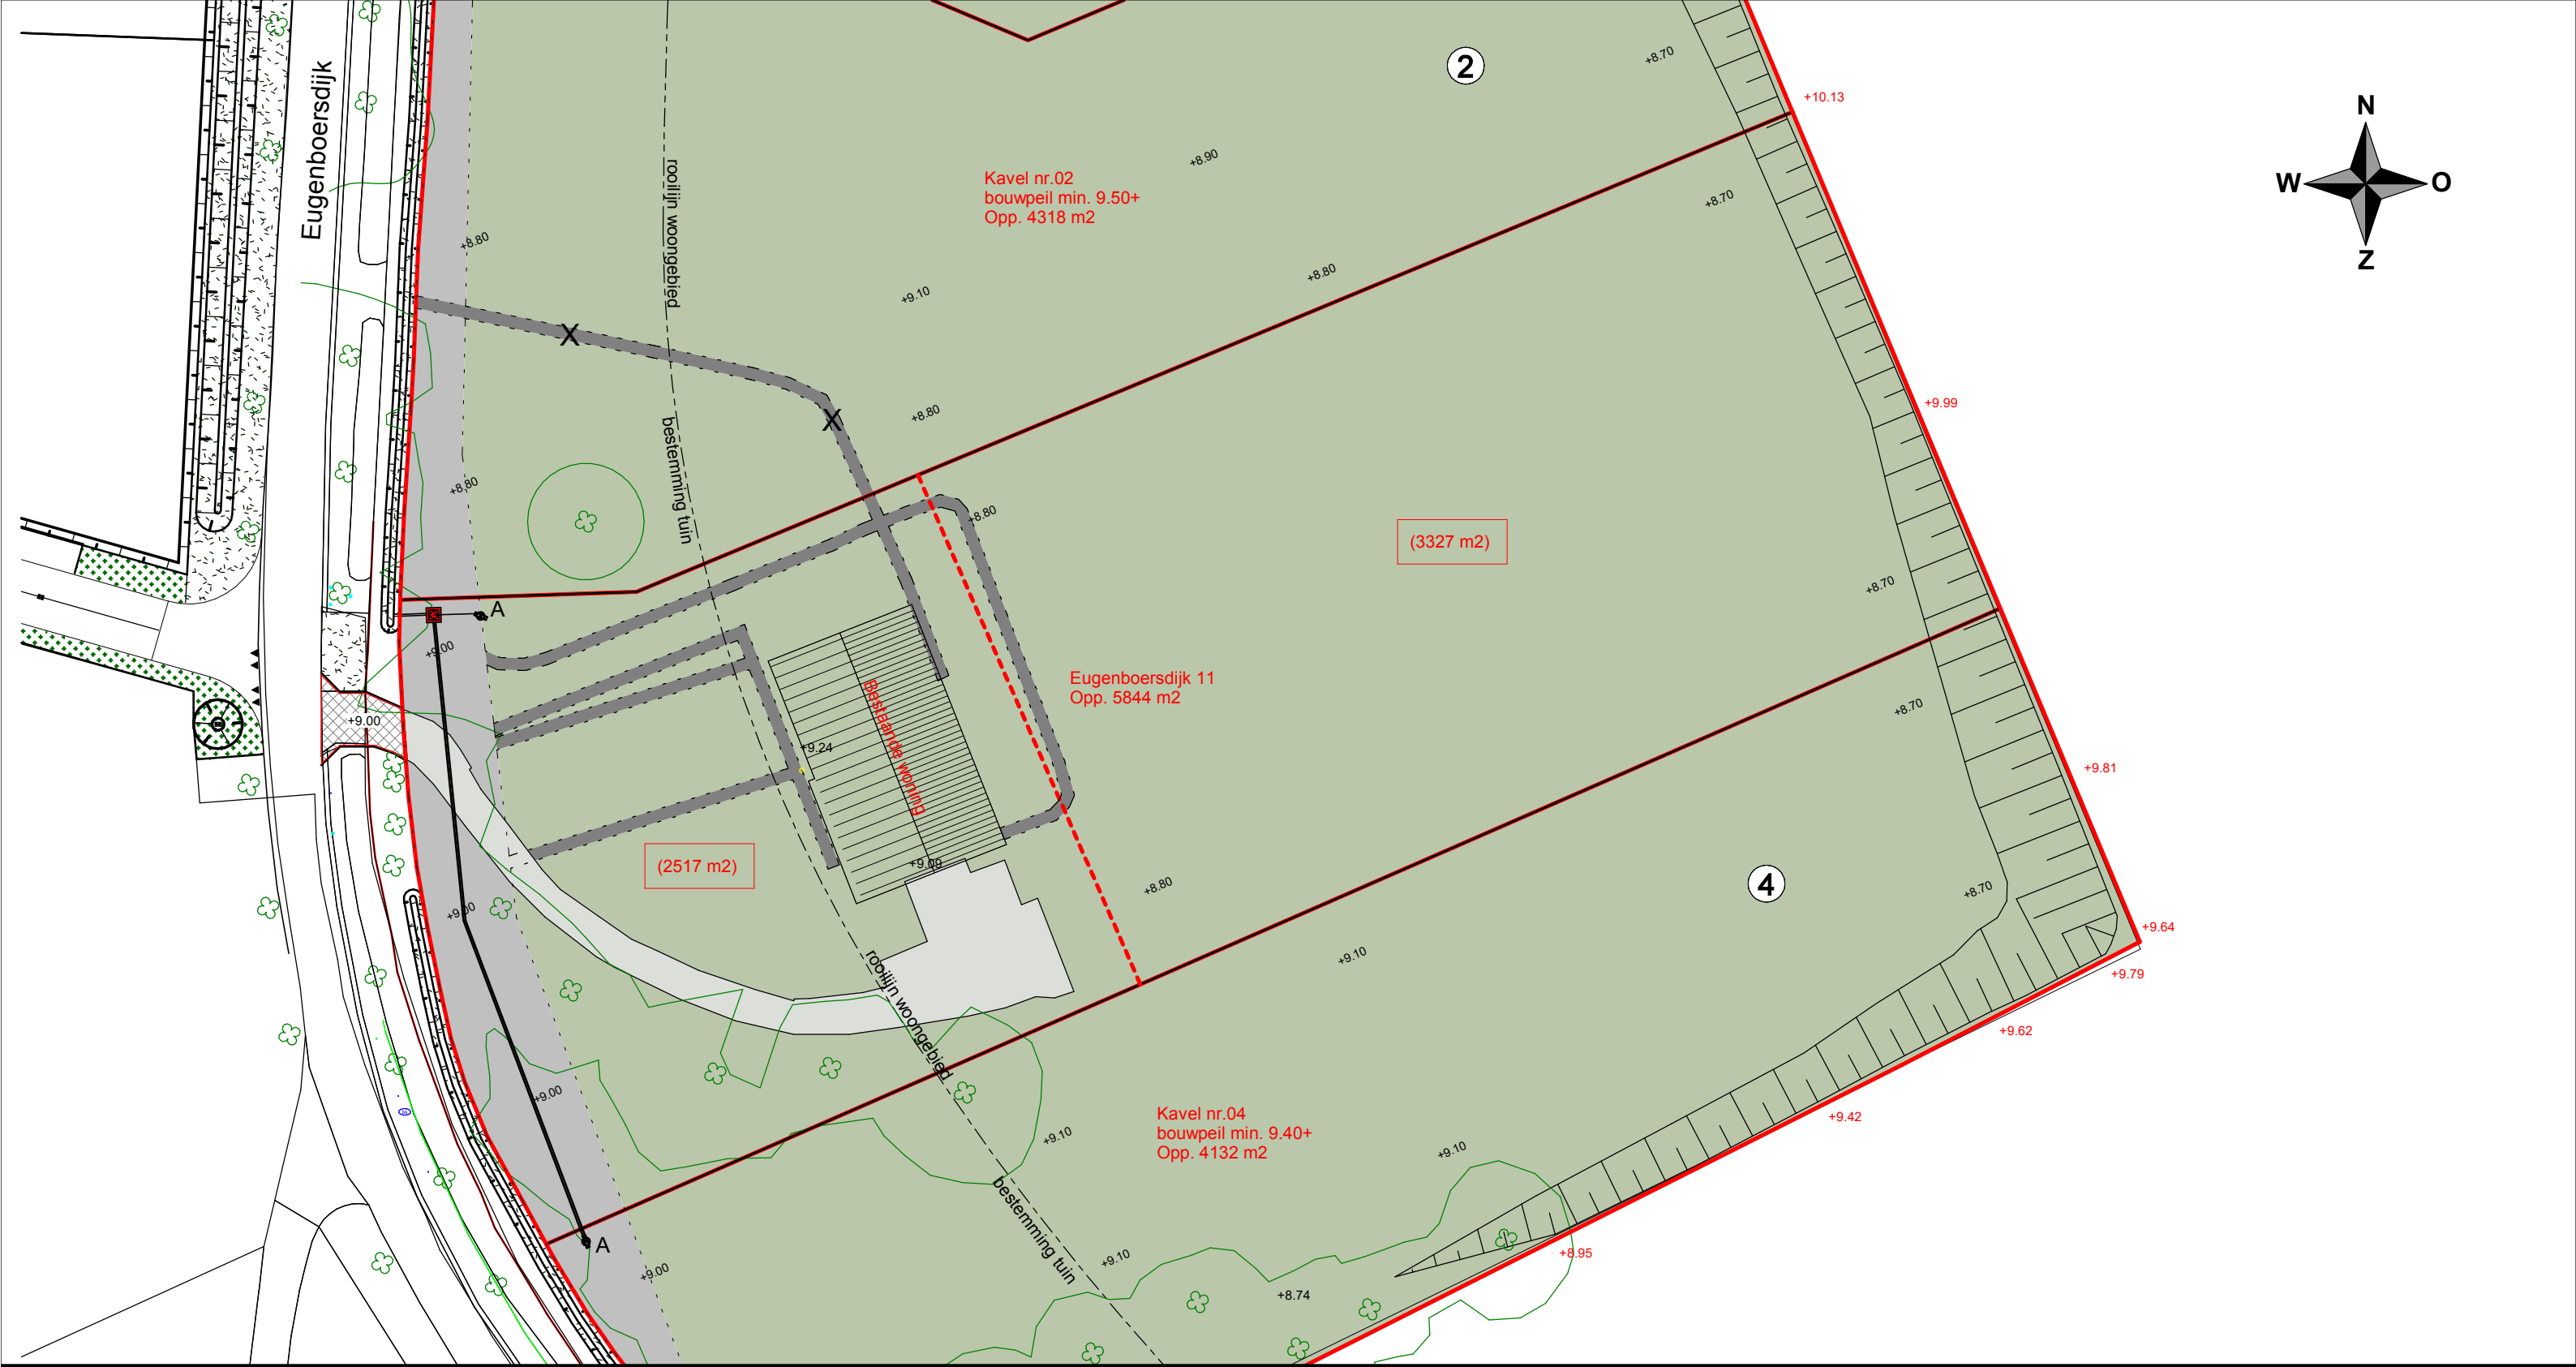 Eugenboersdijk
2
N
W
O
Z
+8.70
+10.13
+8.90
Kavel nr.02
bouwpeil min. 9.50+
Opp. 4318 m2
rooilijn woongebied
bestemming tuin
+8.80
+8.70
+8.80
+9.10
X
X
+9.99
+8.80
+8.80
+8.80
(3327 m2)
+8.70
A
+9.00
Eugenboersdijk 11
Opp. 5844 m2
Bestaande woning
+9.00
+9.24
+8.70
+9.81
(2517 m2)
+9.09
+8.80
4
+8.70
+9.00
+9.64
+9.10
+9.79
rooilijn woongebied
bestemming tuin
+9.62
+9.00
Kavel nr.04
bouwpeil min. 9.40+
Opp. 4132 m2
+9.42
+9.10
+9.10
A
+9.00
+9.10
+8.95
+8.74